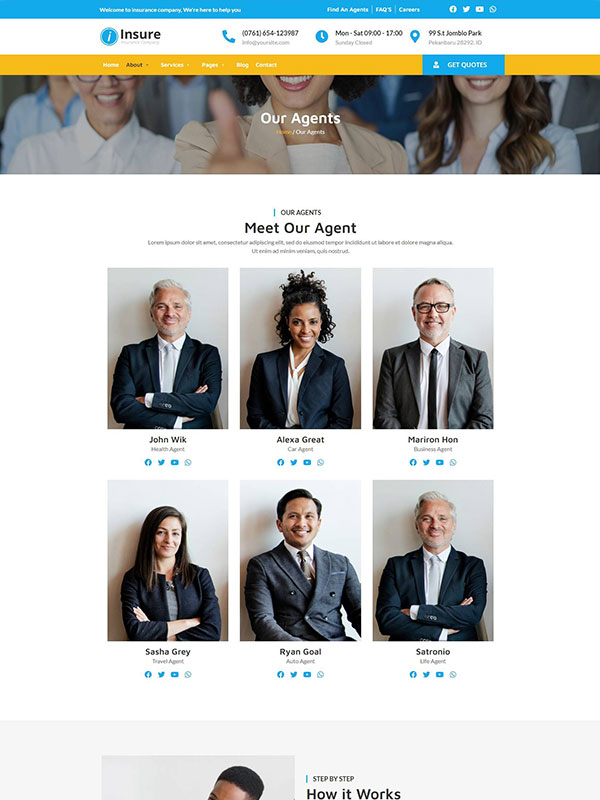 Welcome to insurance company, We're here to help you
Find An Agents
FAQ'S
Careers
Insure
Insurance Company
(0761) 654-123987
info@yoursite.com
Mon - Sat 09:00 - 17:00
Sunday Closed
99 S.t Jomblo Park
Pekanbaru 28292, ID
Home
About
Services
Pages
Blog
Contact
GET QUOTES
Our Agents
Home / Our Agents
OUR AGENTS
Meet Our Agent
Lorem ipsum dolor sit amet, consectetur adipiscing elit, sed do eiusmod tempor incididunt ut labore et dolore magna aliqua.
Ut enim ad minim veniam, quis nostrud.
John Wik
Health Agent
Alexa Great
Car Agent
Mariron Hon
Business Agent
Sasha Grey
Travel Agent
Ryan Goal
Auto Agent
Satronio
Life Agent
STEP BY STEP
How it Works